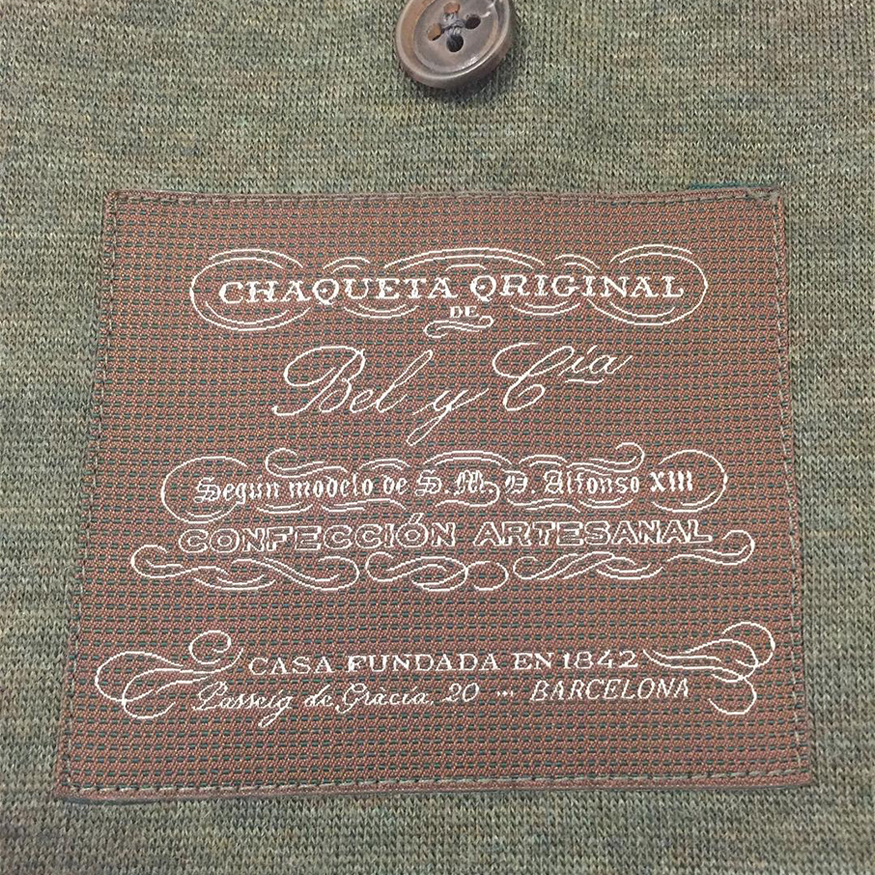 CHAQUETA ORIGINAL
DE
Bel y Cía
Segun modelo de S. M. D. Alfonso XIII
CONFECCIÓN ARTESANAL
CASA FUNDADA EN 1842
Passeig de Gràcia, 20 ... BARCELONA